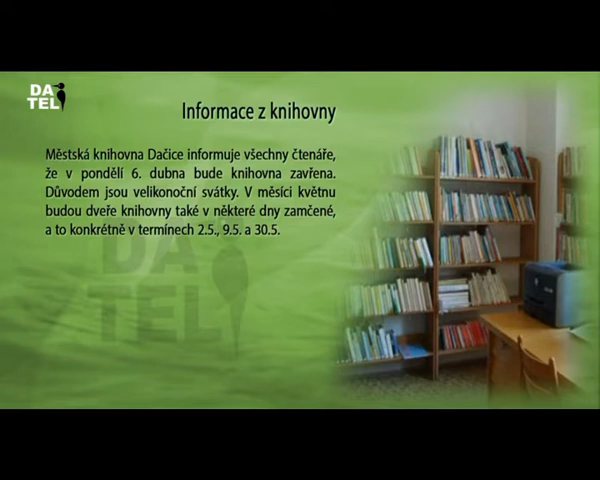 DA
TEL
Informace z knihovny
Městská knihovna Dačice informuje všechny čtenáře,
že v pondělí 6. dubna bude knihovna zavřena.
Důvodem jsou velikonoční svátky. V měsíci květnu
budou dveře knihovny také v některé dny zamčené,
a to konkrétně v termínech 2.5., 9.5. a 30.5.
DA
TEL